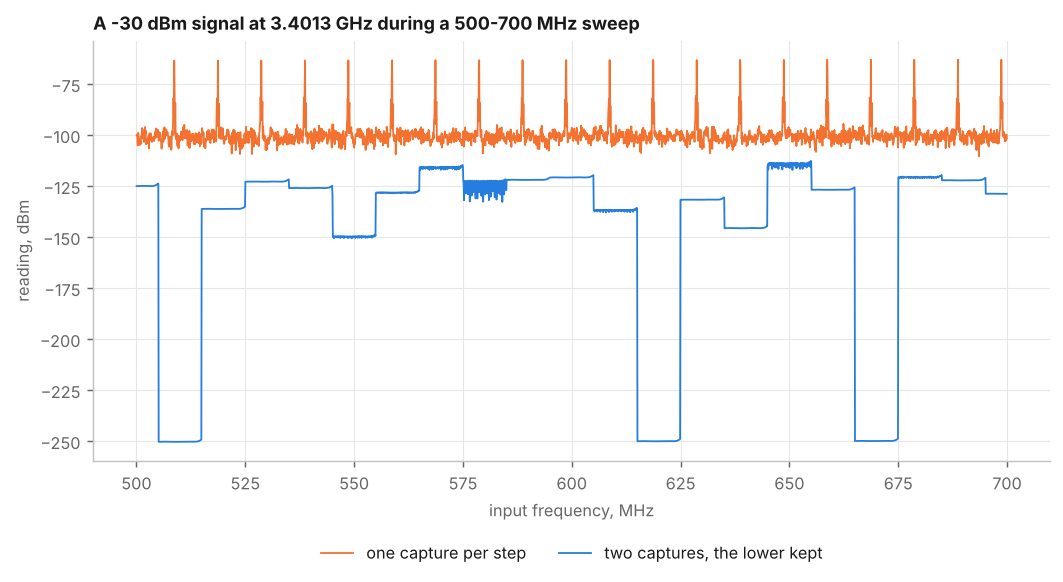 A -30 dBm signal at 3.4013 GHz during a 500-700 MHz sweep
reading, dBm
−75
−100
−125
−150
−175
−200
−225
−250
500 525 550 575 600 625 650 675 700
input frequency, MHz
one capture per step two captures, the lower kept